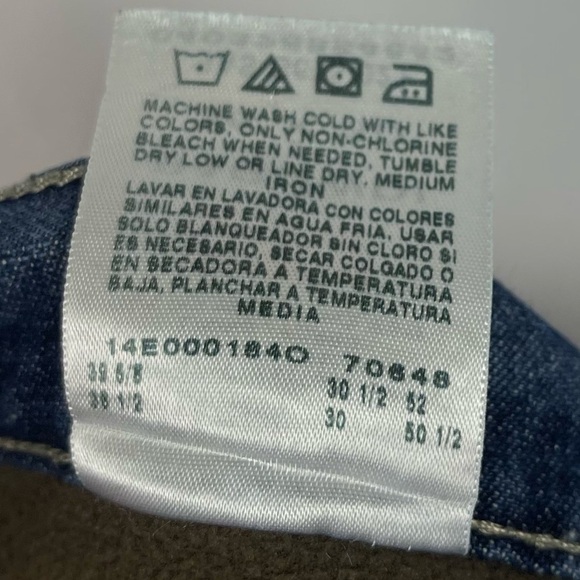 MACHINE WASH COLD WITH LIKE
COLORS, ONLY NON-CHLORINE
BLEACH WHEN NEEDED, TUMBLE
DRY LOW OR LINE DRY, MEDIUM
IRON
LAVAR EN LAVADORA CON COLORES
SIMILARES EN AGUA FRIA, USAR
SOLO BLANQUEADOR SIN CLORO SI
ES NECESARIO, SECAR COLGADO O
EN SECADORA A TEMPERATURA
BAJA, PLANCHAR A TEMPERATURA
MEDIA
14E000184O 70648
39 5/8 30 1/2 52
38 1/2 30 50 1/2